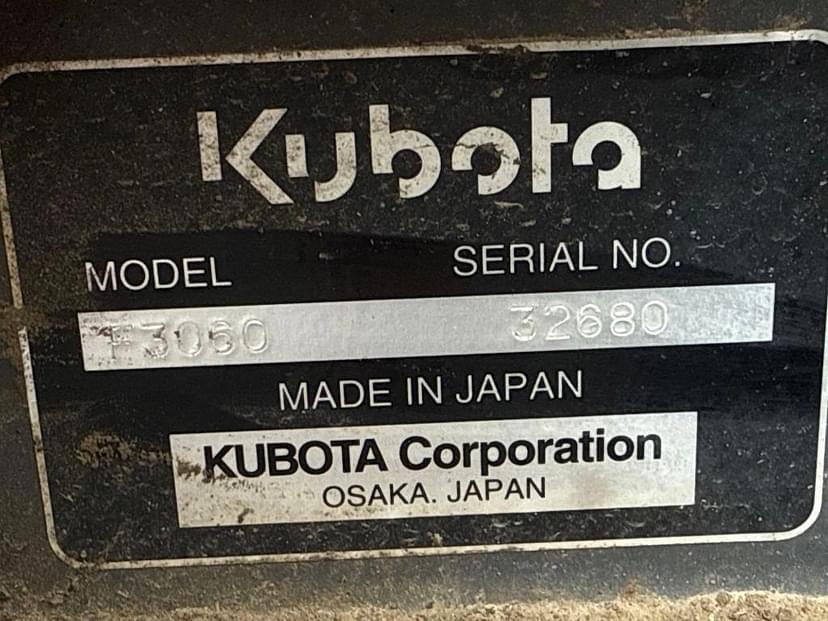 Kubota
MODEL SERIAL NO.
F3060 32680
MADE IN JAPAN
KUBOTA Corporation
OSAKA. JAPAN